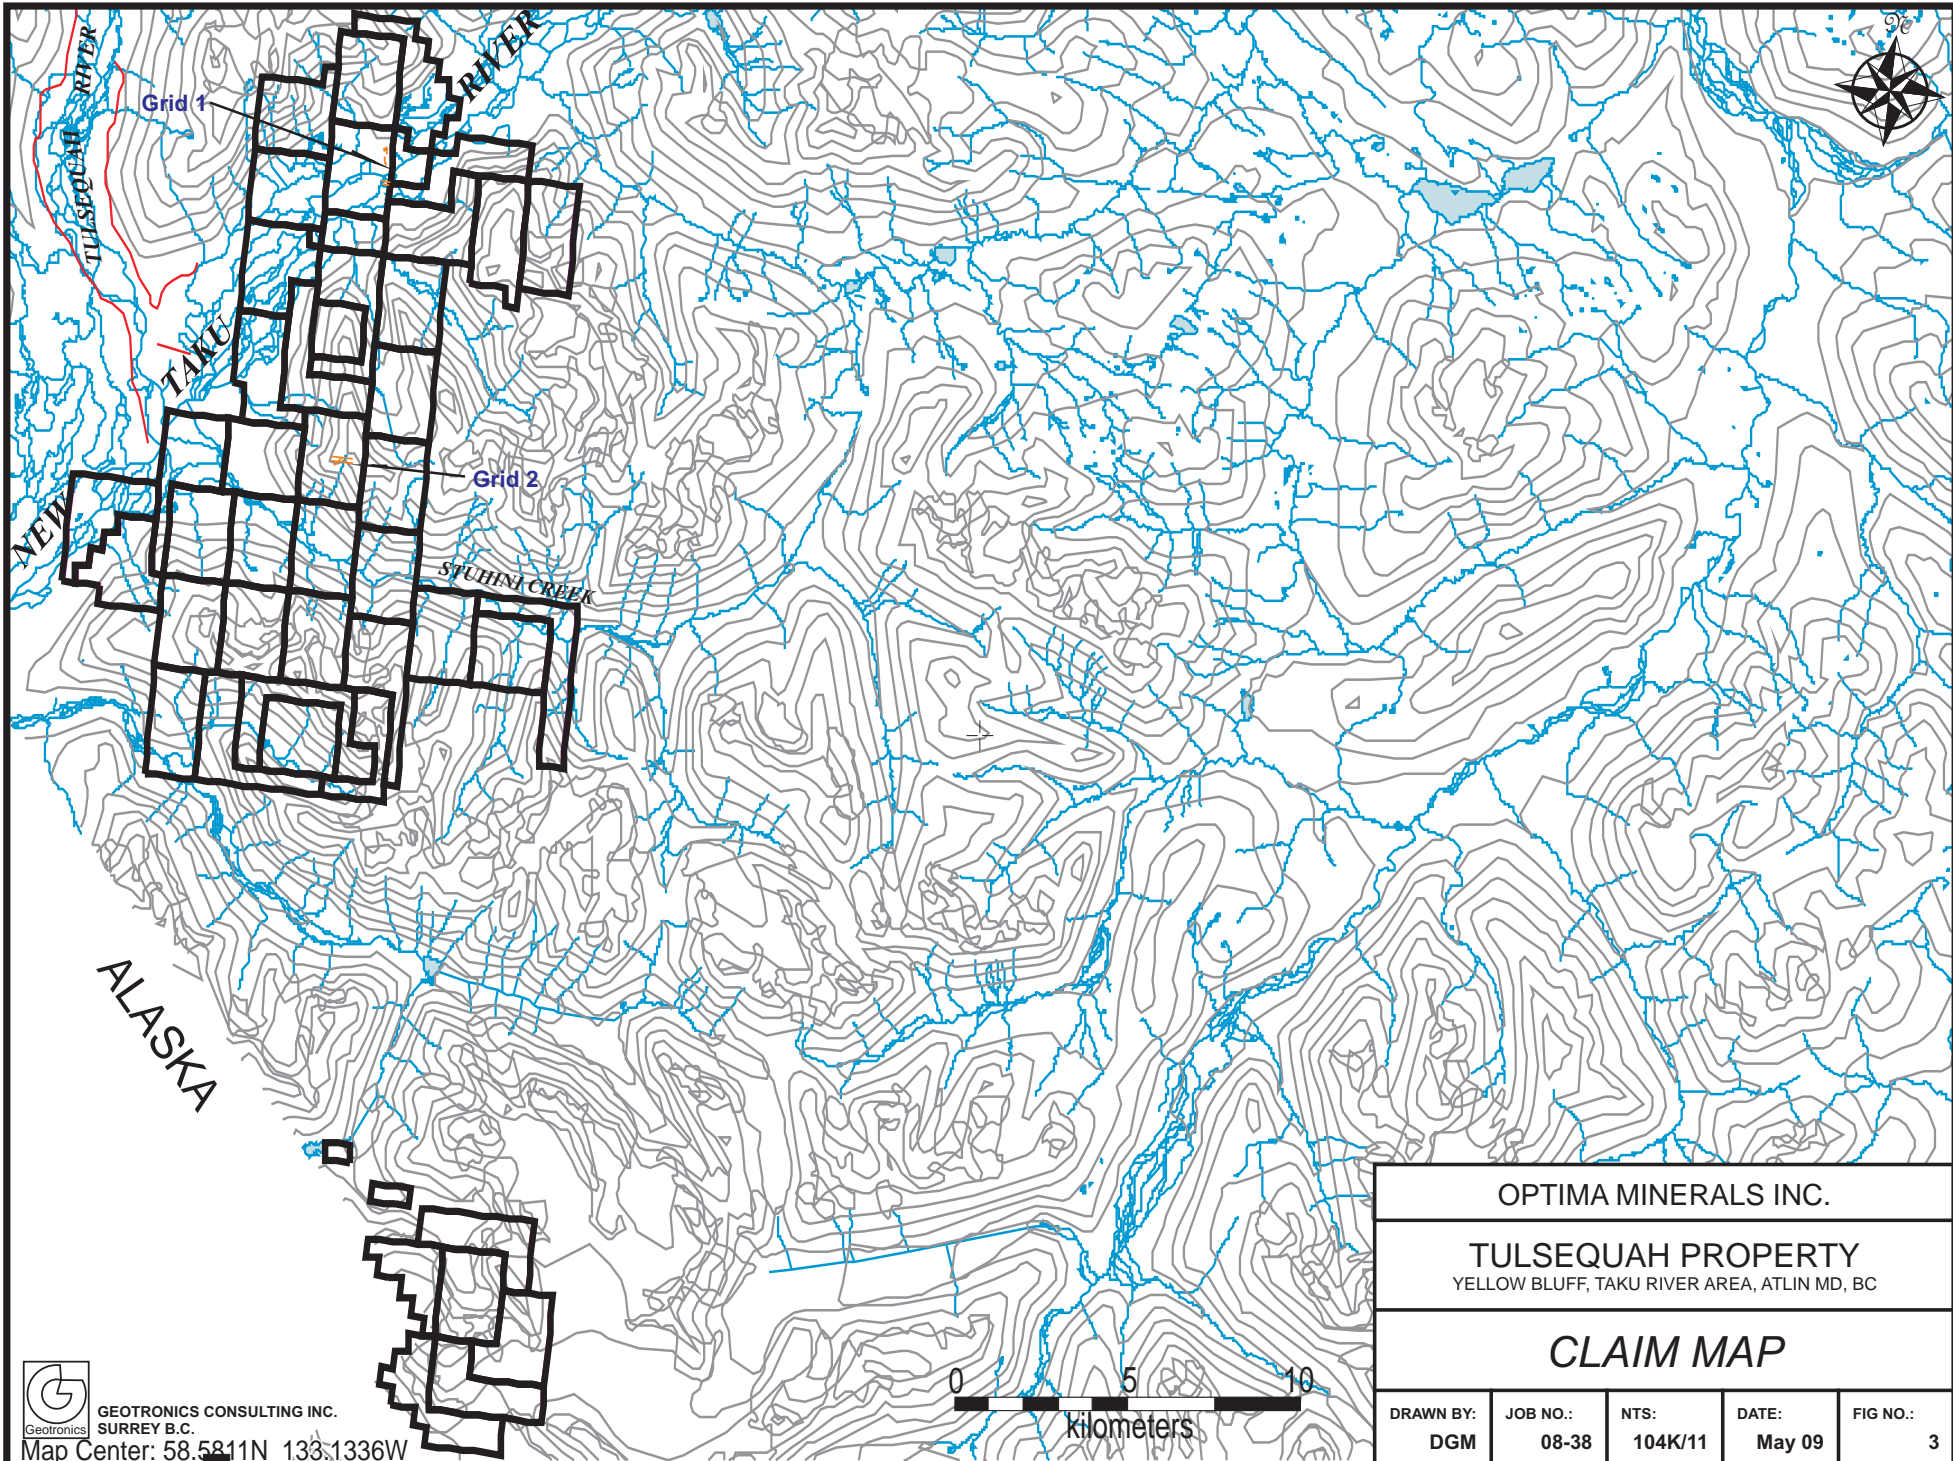 TULSEQUAH RIVER
Grid 1
RIVER
TAKU
NEW
Grid 2
STUHINI CREEK
ALASKA
0 5 10
kilometers
Geotronics
GEOTRONICS CONSULTING INC.
SURREY B.C.
Map Center: 58.5811N 133.1336W
OPTIMA MINERALS INC.
TULSEQUAH PROPERTY
YELLOW BLUFF, TAKU RIVER AREA, ATLIN MD, BC
CLAIM MAP
DRAWN BY: JOB NO.: NTS: DATE: FIG NO.:
DGM 08-38 104K/11 May 09 3